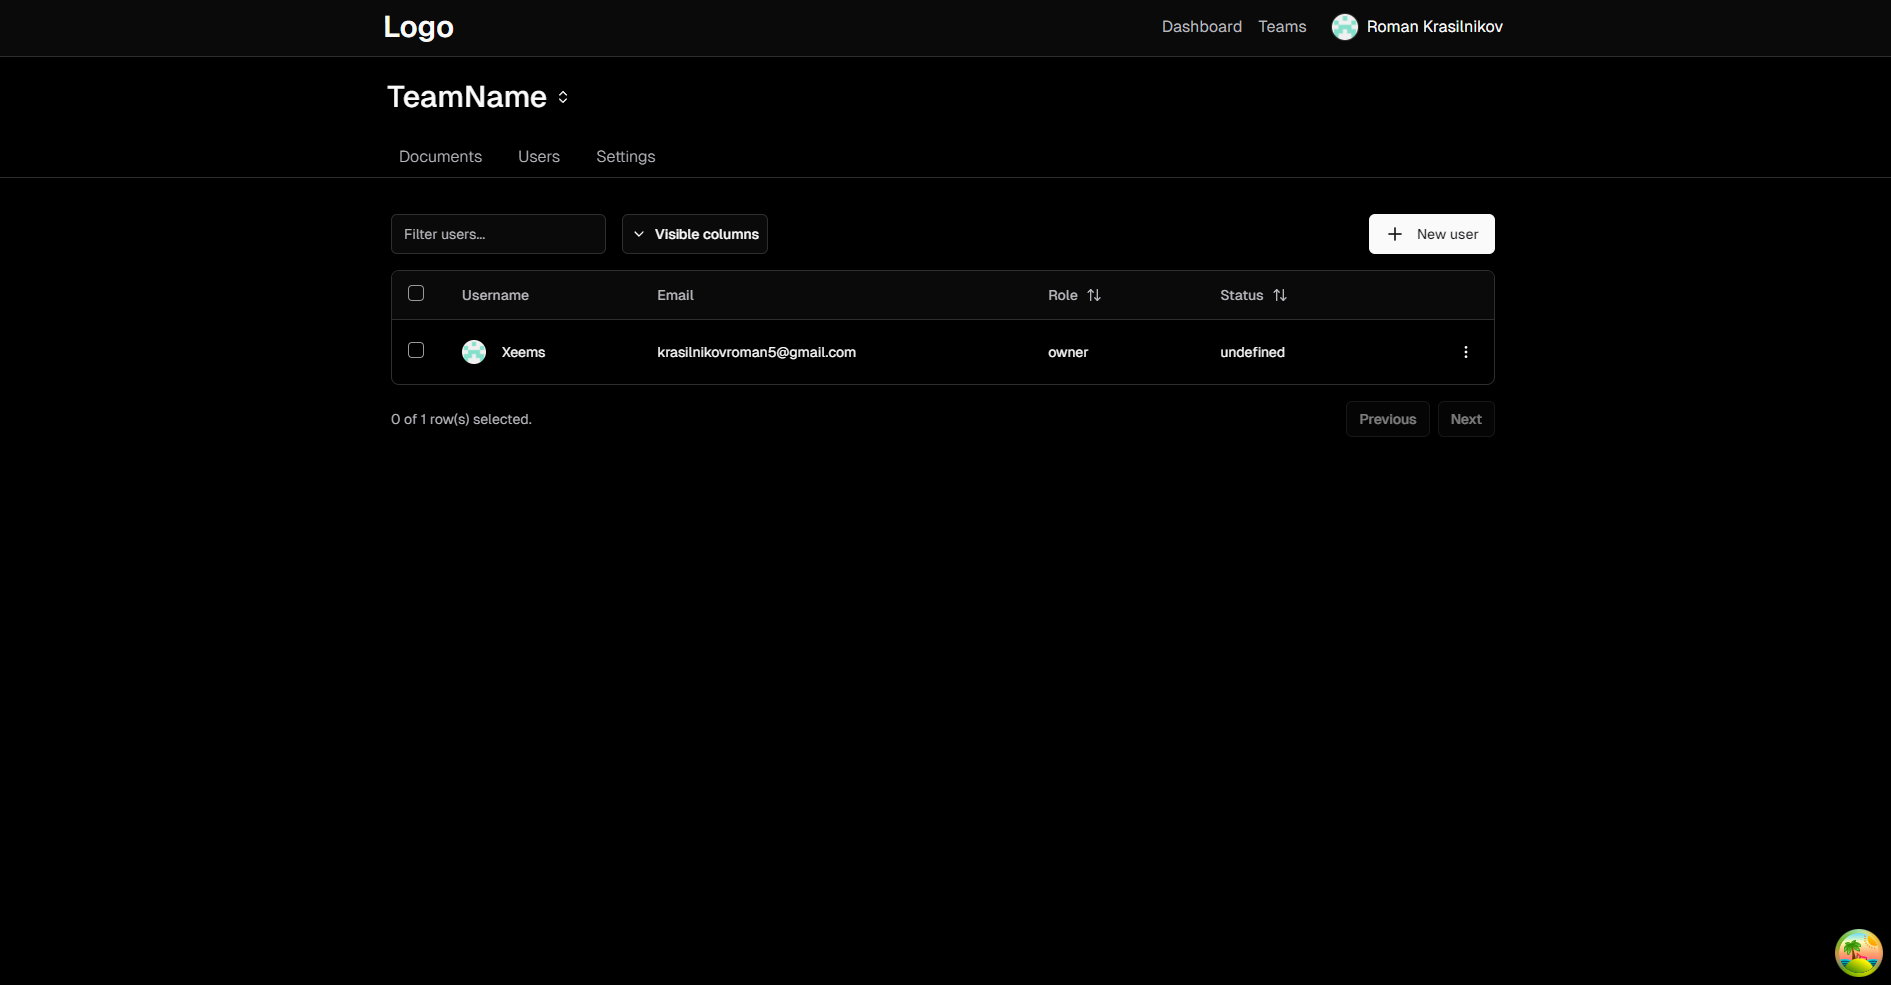 Logo
Dashboard Teams Roman Krasilnikov
TeamName
Documents Users Settings
Filter users... Visible columns New user
Username Email Role Status
Xeems krasilnikovroman5@gmail.com owner undefined
0 of 1 row(s) selected. Previous Next